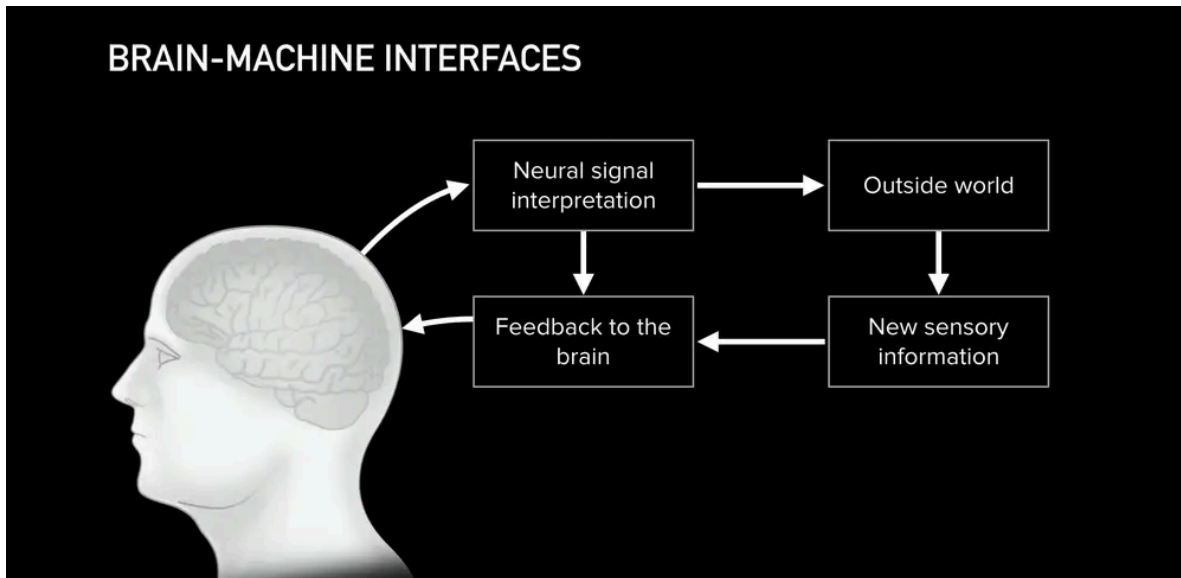 BRAIN-MACHINE INTERFACES
Neural signal
interpretation
Outside world
Feedback to the
brain
New sensory
information